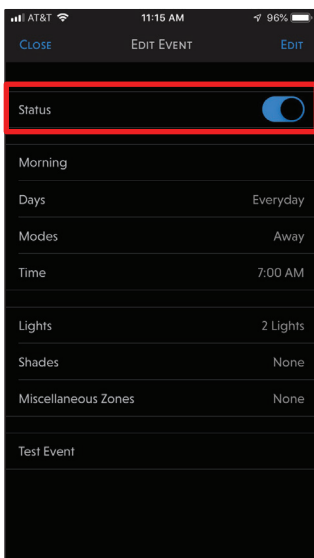 AT&T 11:15 AM 96%
CLOSE EDIT EVENT EDIT
Status
Morning
Days Everyday
Modes Away
Time 7:00 AM
Lights 2 Lights
Shades None
Miscellaneous Zones None
Test Event